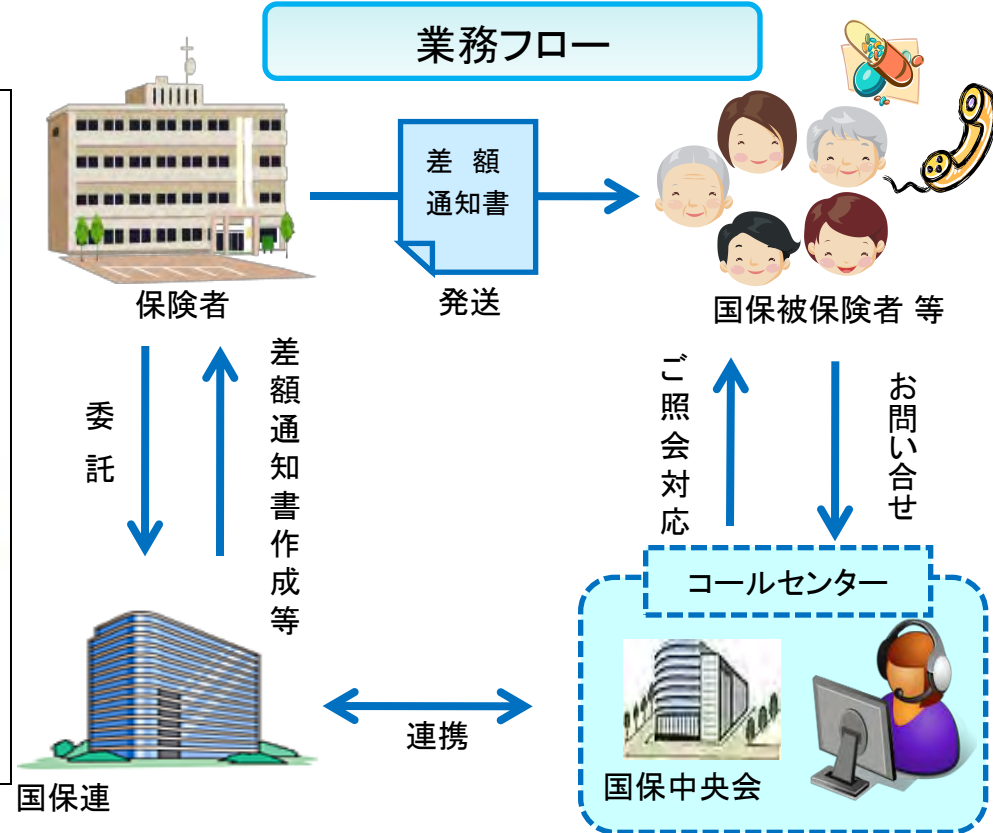 業務フロー
差 額
通知書
保険者
発送
国保被保険者 等
委託
差額通知書作成等
ご照会対応
お問い合せ
コールセンター
連携
国保中央会
国保連